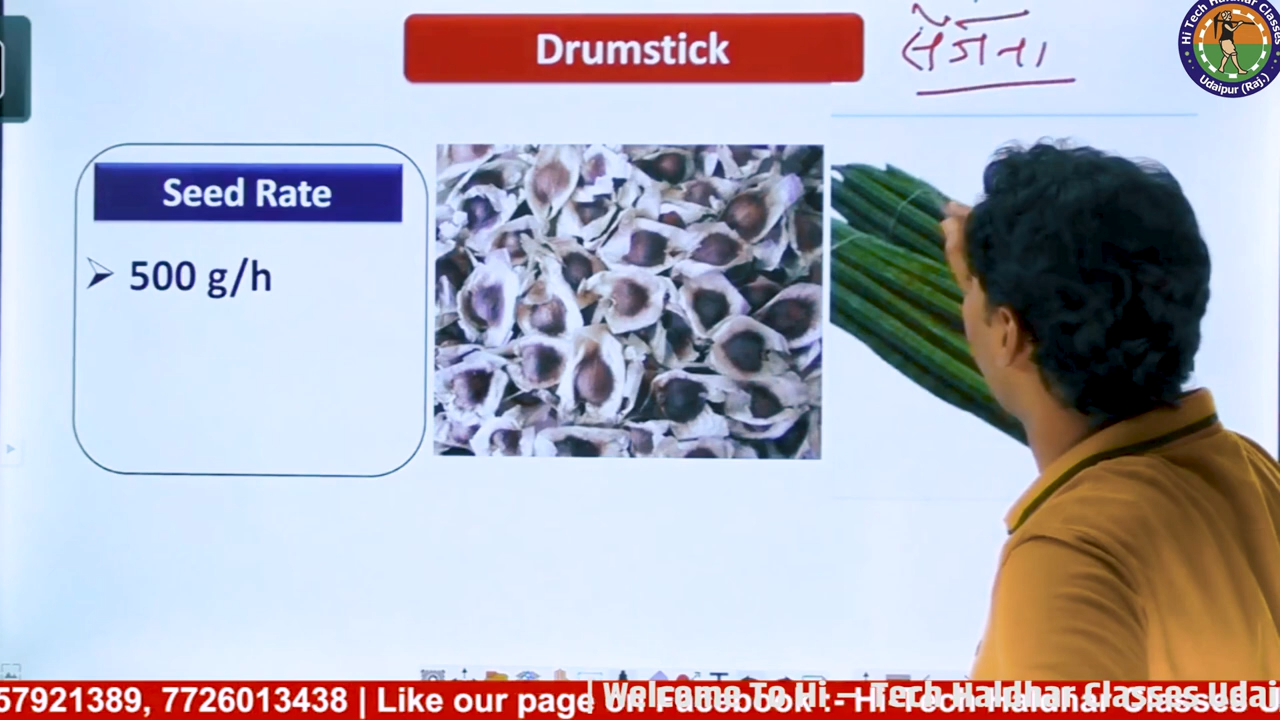 Drumstick
सेंजना
Hi Tech Haldhar Classes
Udaipur (Raj.)
Seed Rate
500 g/h
57921389, 7726013438 | Like our page on Facebook :- Hi Tech Haldhar Classes U
| Welcome To Hi – Tech Haldhar Classes Udai